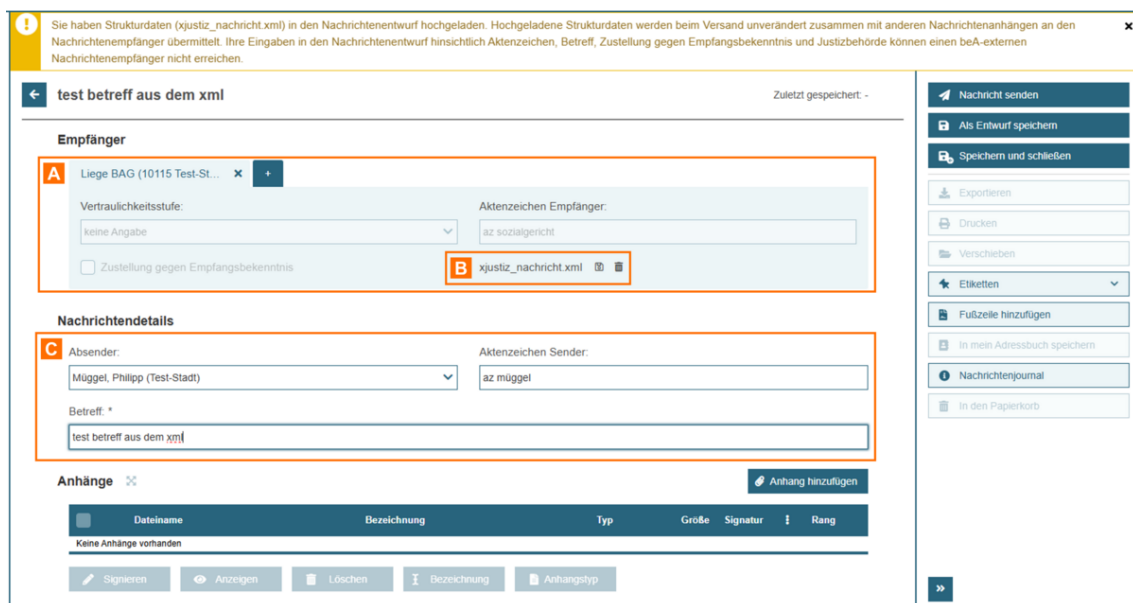 Sie haben Strukturdaten (xjustiz_nachricht.xml) in den Nachrichtenentwurf hochgeladen. Hochgeladene Strukturdaten werden beim Versand unverändert zusammen mit anderen Nachrichtenanhängen an den
Nachrichtenempfänger übermittelt. Ihre Eingaben in den Nachrichtenentwurf hinsichtlich Aktenzeichen, Betreff, Zustellung gegen Empfangsbekenntnis und Justizbehörde können einen beA-externen
Nachrichtenempfänger nicht erreichen.
test betreff aus dem xml
Zuletzt gespeichert: -
Empfänger
A
Liege BAG (10115 Test-St... +
Vertraulichkeitsstufe:
Aktenzeichen Empfänger:
keine Angabe
az sozialgericht
Zustellung gegen Empfangsbekenntnis
B xjustiz_nachricht.xml
Nachrichtendetails
C
Absender:
Aktenzeichen Sender:
Müggel, Philipp (Test-Stadt)
az müggel
Betreff: *
test betreff aus dem xml
Anhänge
Anhang hinzufügen
Dateiname Bezeichnung Typ Größe Signatur Rang
Keine Anhänge vorhanden
Signieren Anzeigen Löschen Bezeichnung Anhangstyp
Nachricht senden
Als Entwurf speichern
Speichern und schließen
Exportieren
Drucken
Verschieben
Etiketten
Fußzeile hinzufügen
In mein Adressbuch speichern
Nachrichtenjournal
In den Papierkorb